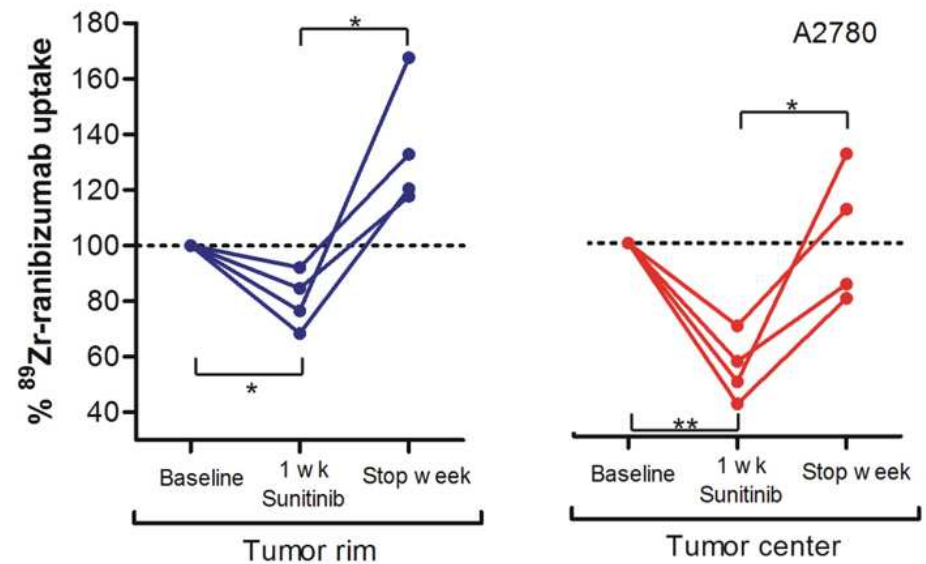 % ⁸⁹Zr-ranibizumab uptake
180
160
140
120
100
80
60
40
*
*
Baseline
1 wk
Sunitinib
Stop week
Tumor rim
A2780
*
**
Baseline
1 wk
Sunitinib
Stop week
Tumor center